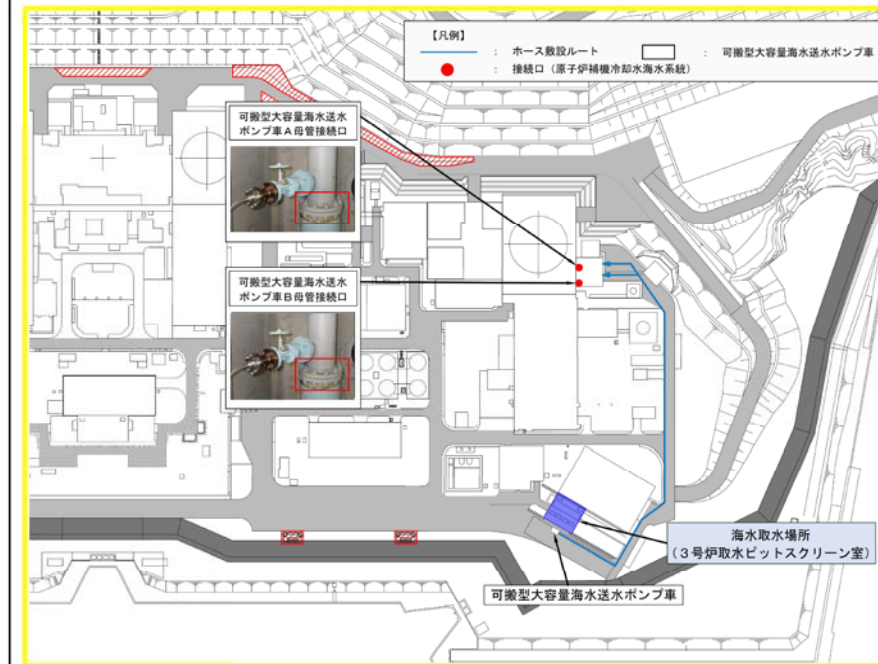 【凡例】
： ホース敷設ルート ： 可搬型大容量海水送水ポンプ車
： 接続口（原子炉補機冷却水海水系統）
可搬型大容量海水送水
ポンプ車Ａ母管接続口
可搬型大容量海水送水
ポンプ車Ｂ母管接続口
海水取水場所
（３号炉取水ピットスクリーン室）
可搬型大容量海水送水ポンプ車